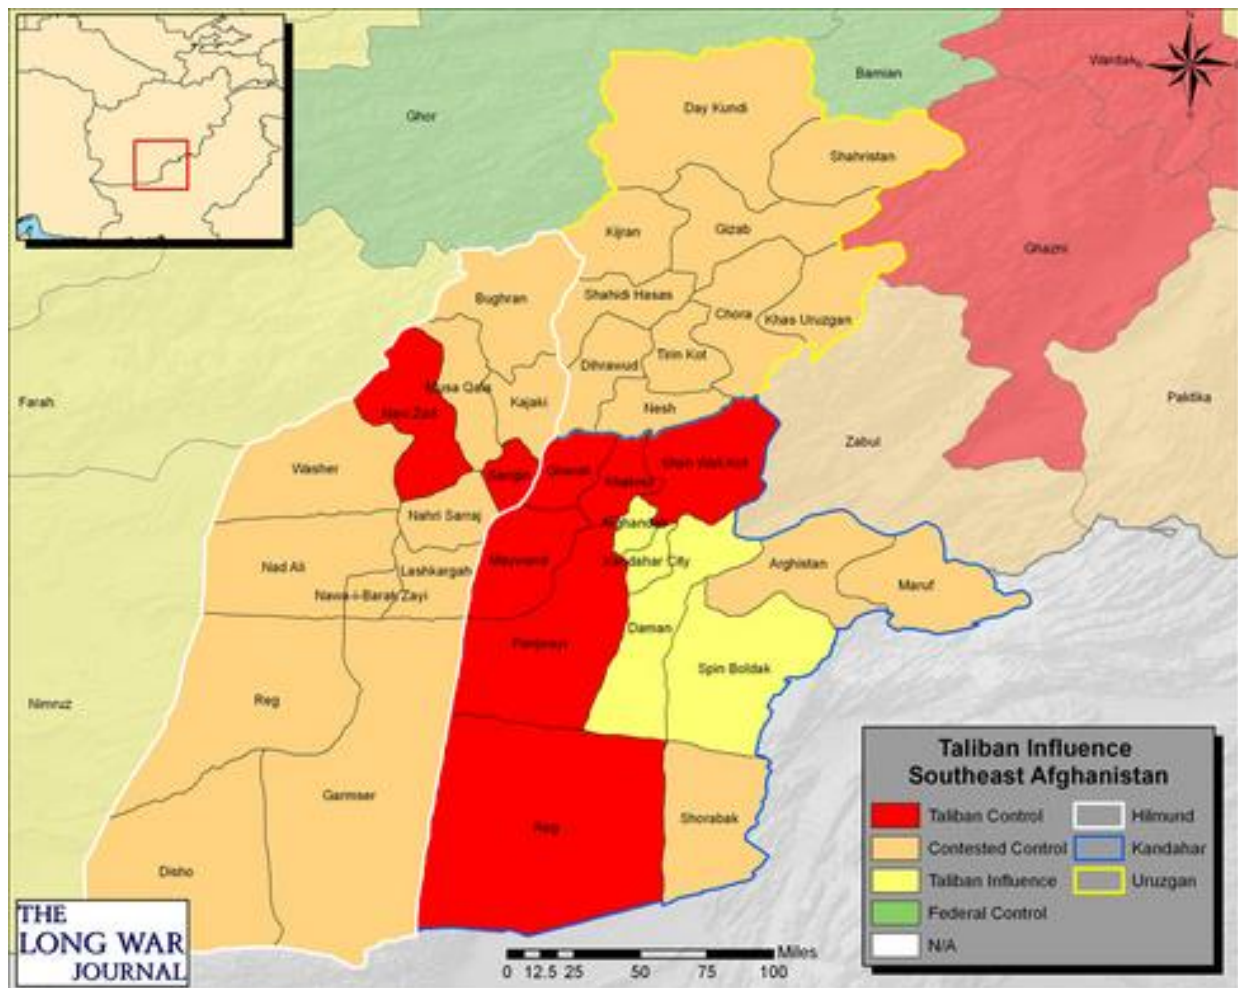 Wardak
Bamian
Day Kundi
Ghor
Shahristan
Kijran
Gizab
Ghazni
Bughran
Shahidi Hasas
Chora
Khas Uruzgan
Tirin Kot
Dihrawud
Musa Qala
Farah
Kajaki
Nesh
Paktika
Zabul
Washer
Sangin
Ghorak
Nahri Sarraj
Kandahar City
Maywand
Arghistan
Nad Ali
Lashkargah
Maruf
Nawa-i-Barak Zayi
Daman
Panjwayi
Spin Boldak
Reg
Nimruz
Garmser
Shorabak
Reg
Disho
Taliban Influence
Southeast Afghanistan
Taliban Control
Hilmund
Contested Control
Kandahar
Taliban Influence
Uruzgan
Federal Control
N/A
THE
LONG WAR
JOURNAL
Miles
0 12.5 25 50 75 100